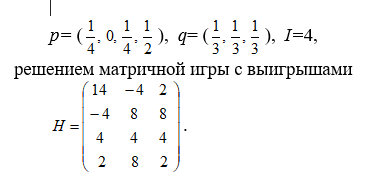 p= (1/4, 0, 1/4, 1/2), q= (1/3, 1/3, 1/3), I=4,
решением матричной игры с выигрышами
H = (14 −4 2
−4 8 8
4 4 4
2 8 2).